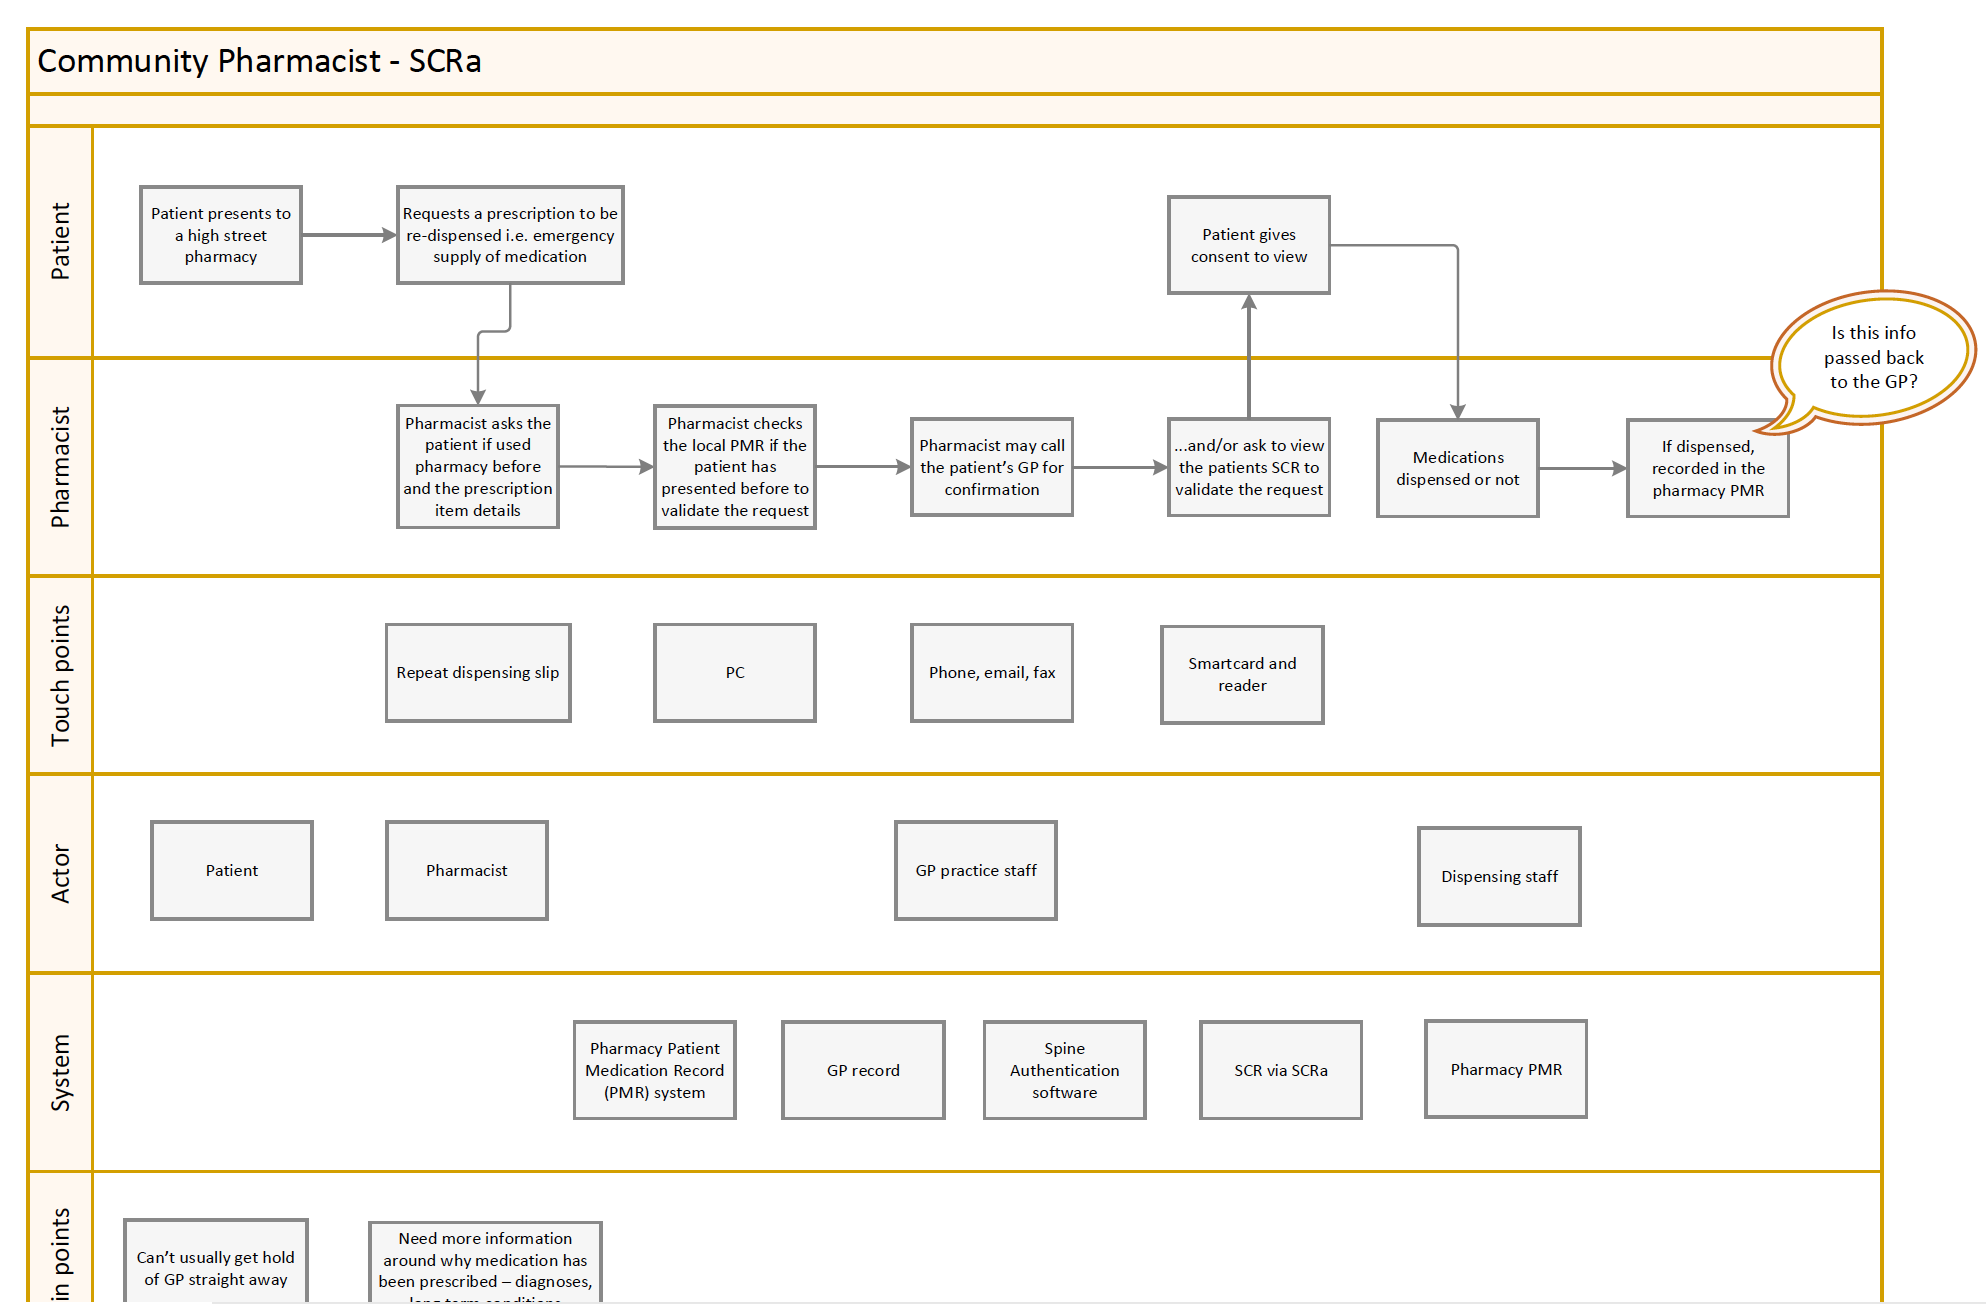 Community Pharmacist - SCRa
Patient
Patient presents to
a high street
pharmacy
Requests a prescription to be
re-dispensed i.e. emergency
supply of medication
Patient gives
consent to view
Is this info
passed back
to the GP?
Pharmacist
Pharmacist asks the
patient if used
pharmacy before
and the prescription
item details
Pharmacist checks
the local PMR if the
patient has
presented before to
validate the request
Pharmacist may call
the patient’s GP for
confirmation
...and/or ask to view
the patients SCR to
validate the request
Medications
dispensed or not
If dispensed,
recorded in the
pharmacy PMR
Touch points
Repeat dispensing slip
PC
Phone, email, fax
Smartcard and
reader
Actor
Patient
Pharmacist
GP practice staff
Dispensing staff
System
Pharmacy Patient
Medication Record
(PMR) system
GP record
Spine
Authentication
software
SCR via SCRa
Pharmacy PMR
in points
Can’t usually get hold
of GP straight away
Need more information
around why medication has
been prescribed – diagnoses,
long term conditions